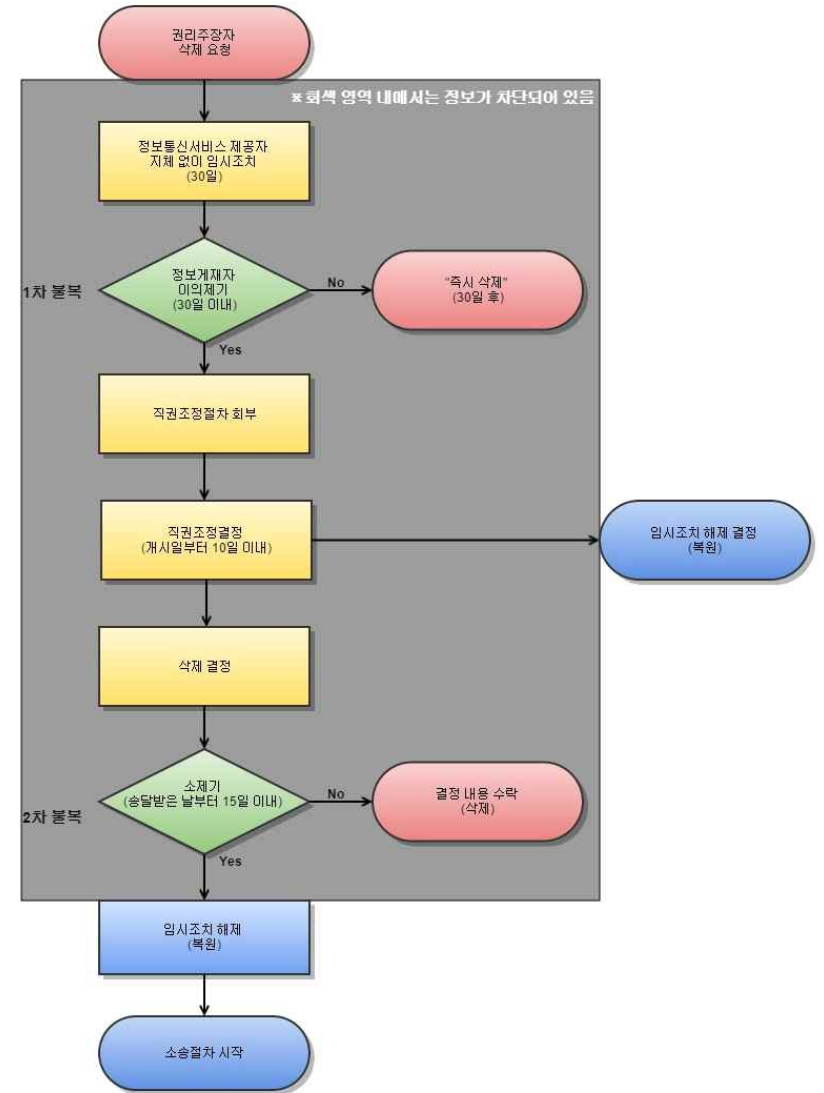 권리주장자
삭제 요청
※ 회색 영역 내에서는 정보가 차단되어 있음
정보통신서비스 제공자
지체 없이 임시조치
(30일)
1차 불복
정보게재자
이의제기
(30일 이내)
No
"즉시 삭제"
(30일 후)
Yes
직권조정절차 회부
직권조정결정
(개시일부터 10일 이내)
임시조치 해제 결정
(복원)
삭제 결정
2차 불복
소제기
(송달받은 날부터 15일 이내)
No
결정 내용 수락
(삭제)
Yes
임시조치 해제
(복원)
소송절차 시작